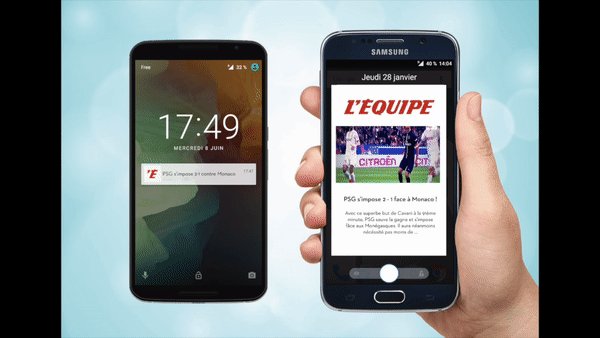 Free
32 %
17:49
MERCREDI 8 JUIN
L'E
PSG s'impose 2-1 contre Monaco
17:47
SAMSUNG
40 % 14:04
Jeudi 28 janvier
L'ÉQUIPE
CITROËN
CIT
PSG s'impose 2 - 1 face à Monaco !
Avec ce superbe but de Cavani à la
minute, PSG sauve la gagne et s'impose
face aux Monégasques. Il aura néanmoins
nécessité pas moins de ...